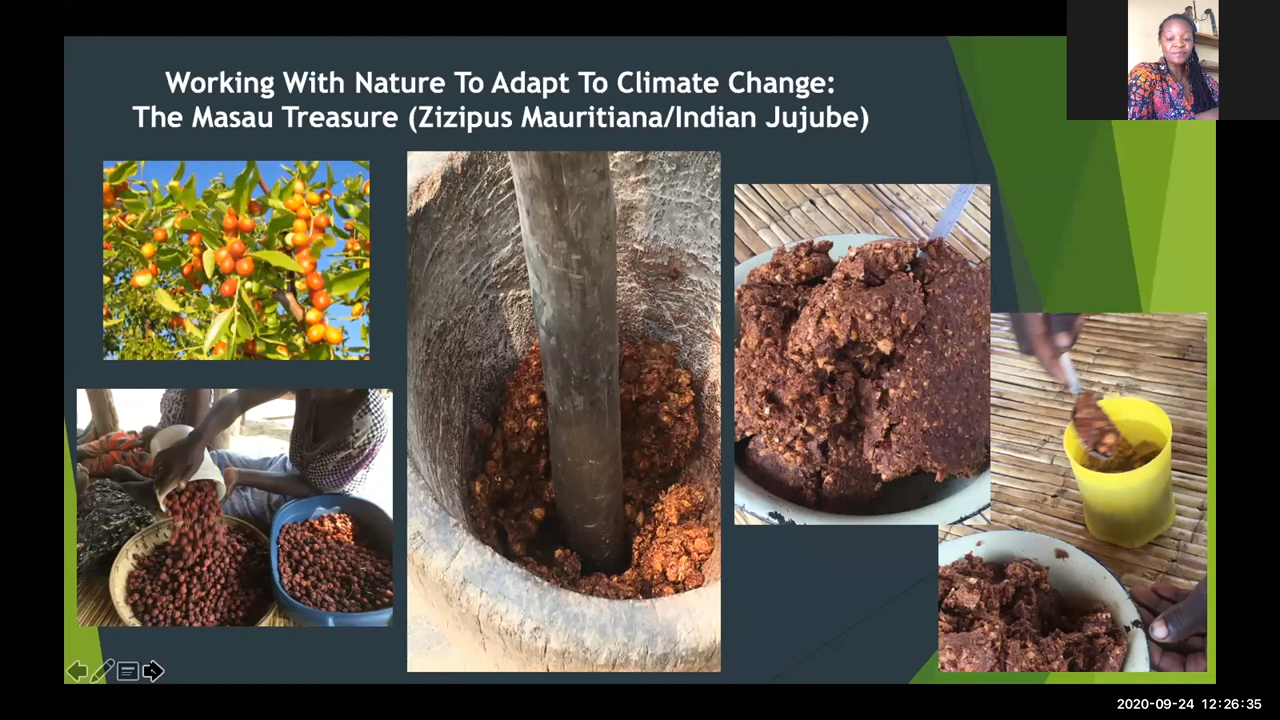 Working With Nature To Adapt To Climate Change:
The Masau Treasure (Zizipus Mauritiana/Indian Jujube)
2020-09-24 12:26:35